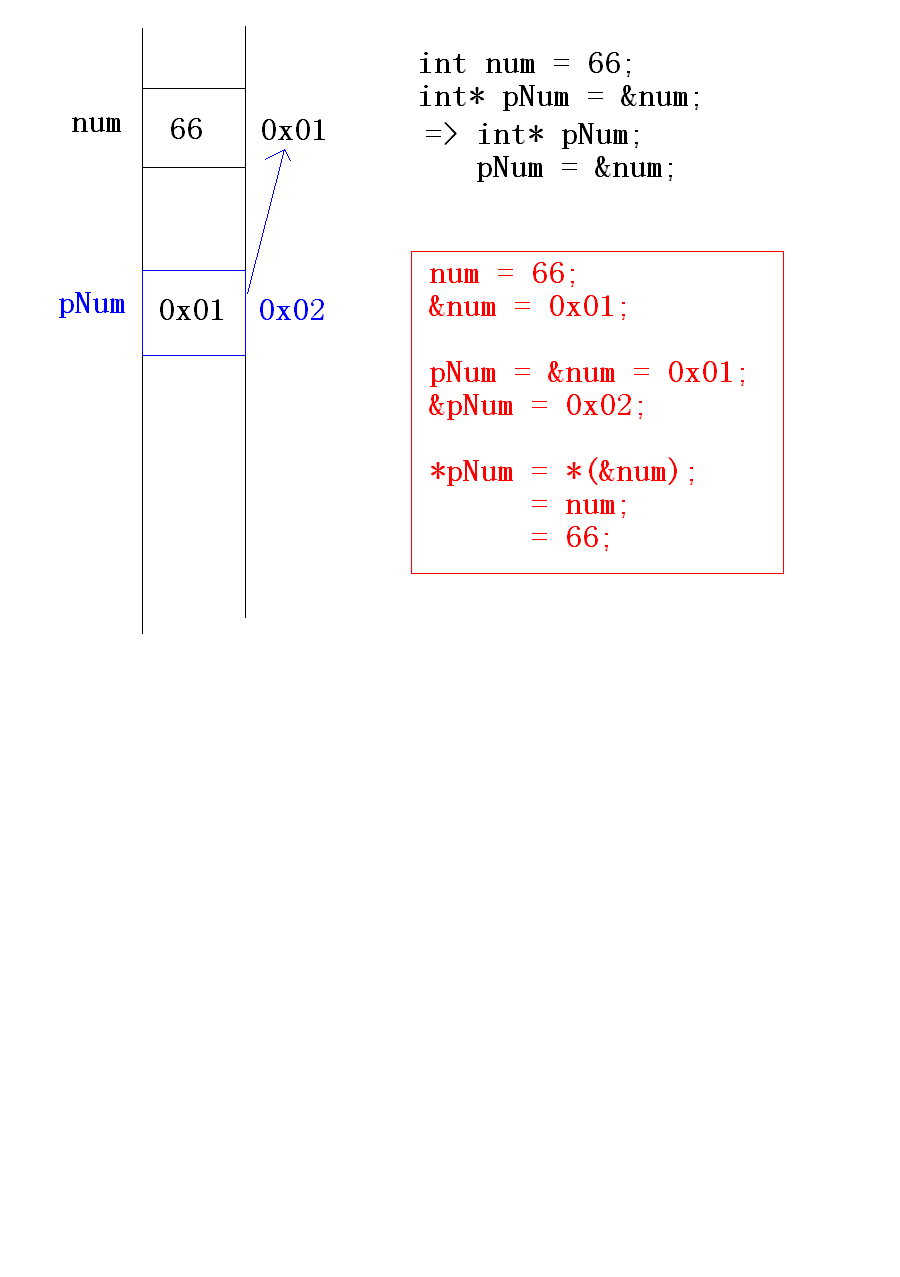 num
66
0x01
pNum
0x01
0x02
int num = 66;
int* pNum = &num;
=> int* pNum;
pNum = &num;
num = 66;
&num = 0x01;
pNum = &num = 0x01;
&pNum = 0x02;
*pNum = *(&num);
= num;
= 66;